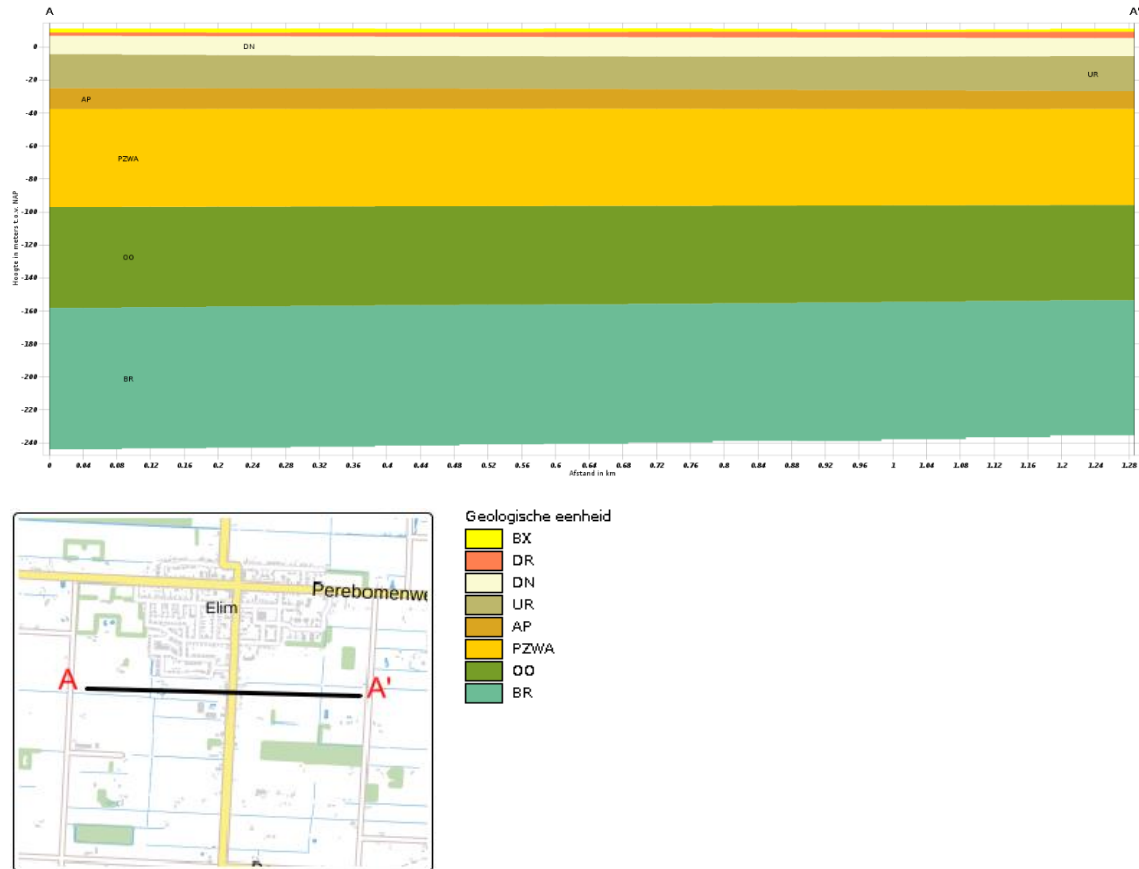 A
A'
DN
UR
AP
PZWA
OO
BR
Hoogte in meters t.o.v. NAP
0
-20
-40
-60
-80
-100
-120
-140
-160
-180
-200
-220
-240
0 0.04 0.08 0.12 0.16 0.2 0.24 0.28 0.32 0.36 0.4 0.44 0.48 0.52 0.56 0.6 0.64 0.68 0.72 0.76 0.8 0.84 0.88 0.92 0.96 1 1.04 1.08 1.12 1.16 1.2 1.24 1.28
Afstand in km
Perebomenwe
Elim
A
A'
Geologische eenheid
BX
DR
DN
UR
AP
PZWA
OO
BR